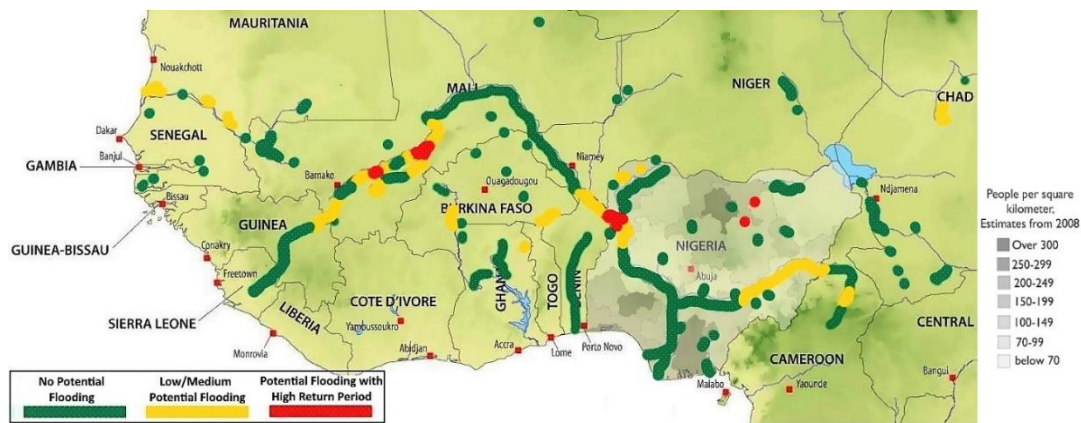 MAURITANIA
Nouakchott
MALI
NIGER
CHAD
Dakar
SENEGAL
GAMBIA
Banjul
Bamako
Niamey
Ouagadougou
Ndjamena
Bissau
GUINEA
BURKINA FASO
GUINEA-BISSAU
NIGERIA
Conakry
Abuja
Freetown
GHANA
TOGO
BENIN
SIERRA LEONE
LIBERIA
COTE D'IVORE
Yambussoukro
CENTRAL
Monrovia
Abidjan
Accra
Lome
Porto Novo
CAMEROON
Malabo
Yaounde
Bangui
People per square
kilometer,
Estimates from 2008
Over 300
250-299
200-249
150-199
100-149
70-99
below 70
No Potential
Flooding
Low/Medium
Potential Flooding
Potential Flooding with
High Return Period